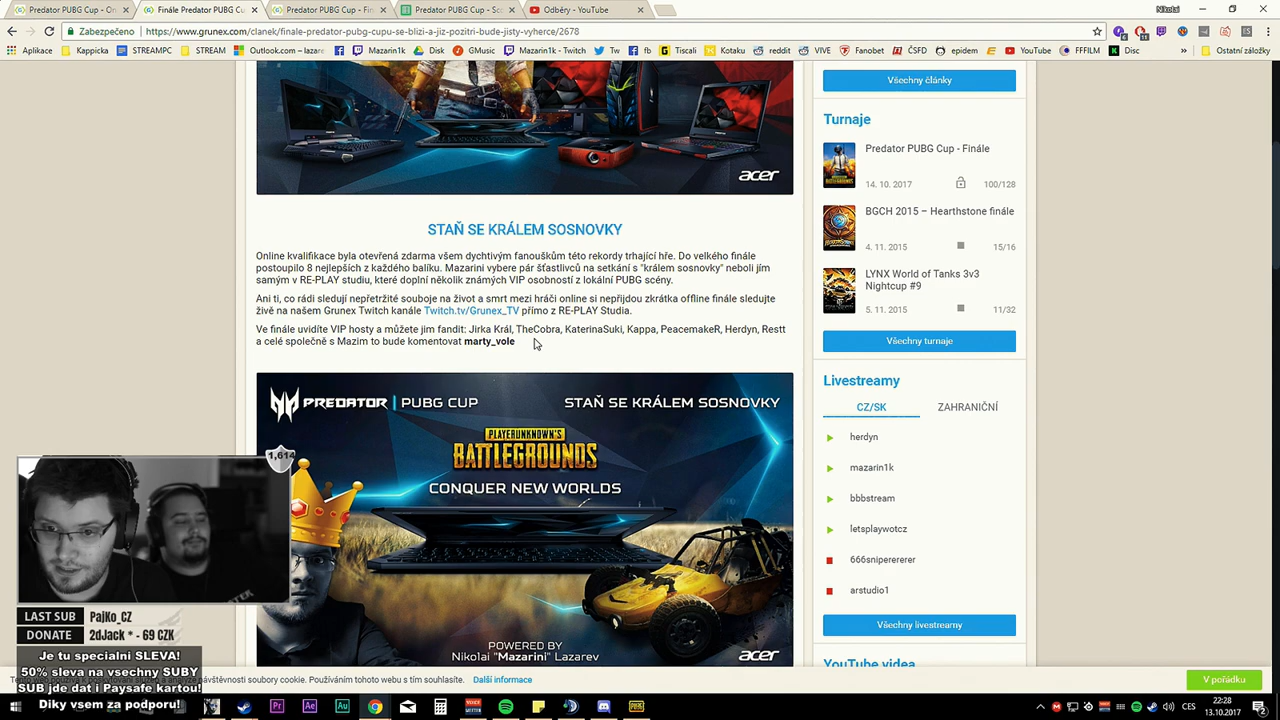 Predator PUBG Cup - O
Finále Predator PUBG Cu
Predator PUBG Cup - Fin
Predator PUBG Cup - Sc
Odběry - YouTube
Nikolai
Zabezpečeno
https://www.grunex.com/clanek/finale-predator-pubg-cupu-se-blizi-a-jiz-pozitri-bude-jisty-vyherce/2678
Aplikace Kappicka STREAMPC STREAM Outlook.com – lazare Mazarin1k Disk GMusic Mazarin1k - Twitch Tw fb Tiscali Kotaku reddit VIVE Fanobet ČSFD epidem YouTube FFFILM Disc » Ostatní záložky
acer
STAŇ SE KRÁLEM SOSNOVKY
Online kvalifikace byla otevřená zdarma všem dychtivým fanouškům této rekordy trhající hře. Do velkého finále
postoupilo 8 nejlepších z každého balíku. Mazarini vybere pár šťastlivců na setkání s "králem sosnovky" neboli jím
samým v RE-PLAY studiu, které doplní několik známých VIP osobností z lokální PUBG scény.
Ani ti, co rádi sledují nepřetržité souboje na život a smrt mezi hráči online si nepřijdou zkrátka offline finále sledujte
živě na našem Grunex Twitch kanále Twitch.tv/Grunex_TV přímo z RE-PLAY Studia.
Ve finále uvidíte VIP hosty a můžete jim fandit: Jirka Král, TheCobra, KaterinaSuki, Kappa, PeacemakeR, Herdyn, Restt
a celé společně s Mazim to bude komentovat marty_vole
PREDATOR | PUBG CUP
STAŇ SE KRÁLEM SOSNOVKY
PLAYERUNKNOWN'S
BATTLEGROUNDS
CONQUER NEW WORLDS
POWERED BY
Nikolai "Mazarini" Lazarev
acer
Všechny články
Turnaje
Predator PUBG Cup - Finále
14. 10. 2017 100/128
BGCH 2015 – Hearthstone finále
4. 11. 2015 15/16
LYNX World of Tanks 3v3
Nightcup #9
5. 11. 2015 11/32
Všechny turnaje
Livestreamy
CZ/SK ZAHRANIČNÍ
herdyn
mazarin1k
bbbstream
letsplaywotcz
666sniperererer
arstudio1
Všechny livestreamy
YouTube videa
1,614
LAST SUB PajKo_CZ
DONATE 2dJack * - 69 CZK
Je tu specialni SLEVA!
50% sleva na vsechny SUBY
SUB jde dat i Paysafe kartou!
Diky vsem za podporu!
návštěvnosti soubory cookie. Používáním tohoto webu s tím souhlasíte. Další informace
V pořádku
CES
22:28
13.10.2017